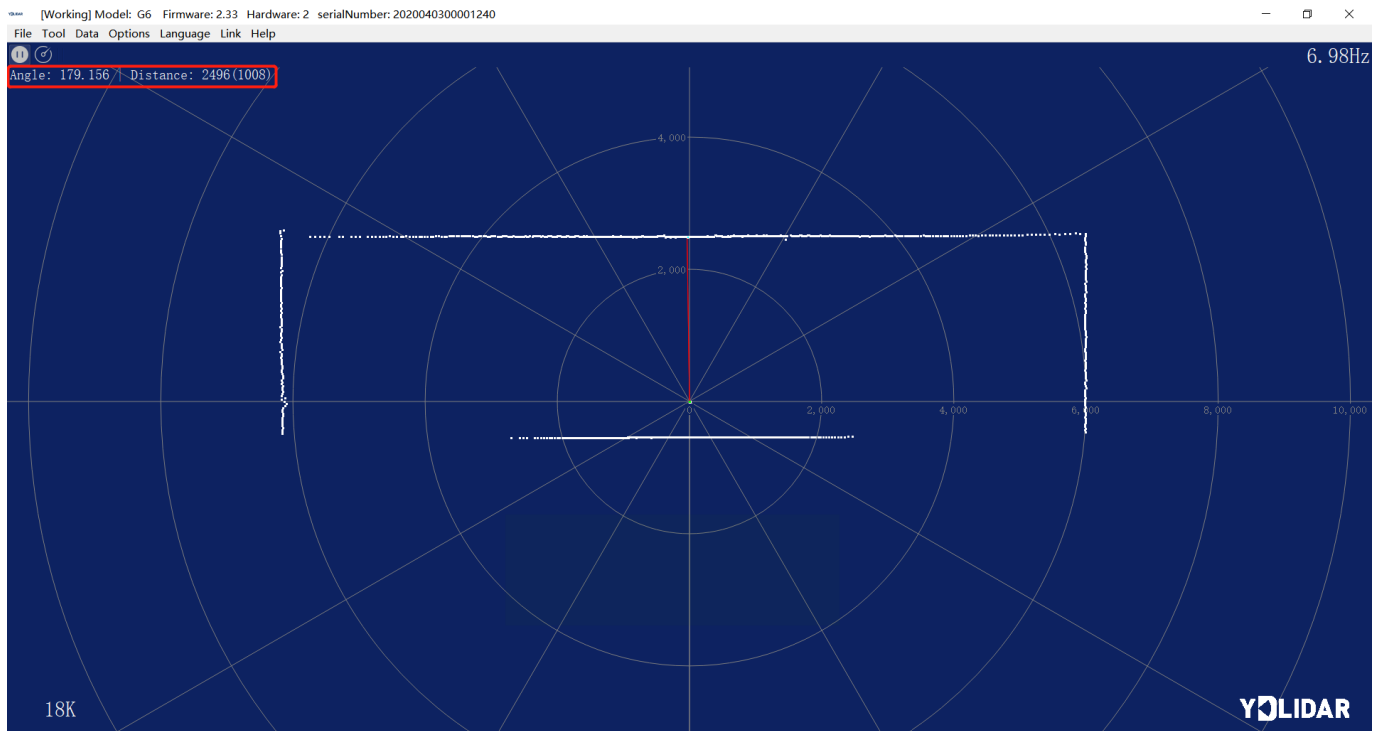 YDLIDAR [Working] Model: G6 Firmware: 2.33 Hardware: 2 serialNumber: 2020040300001240
File Tool Data Options Language Link Help
6.98Hz
Angle: 179.156 | Distance: 2496(1008)
4,000
2,000
0 2,000 4,000 6,000 8,000 10,000
18K
YDLIDAR